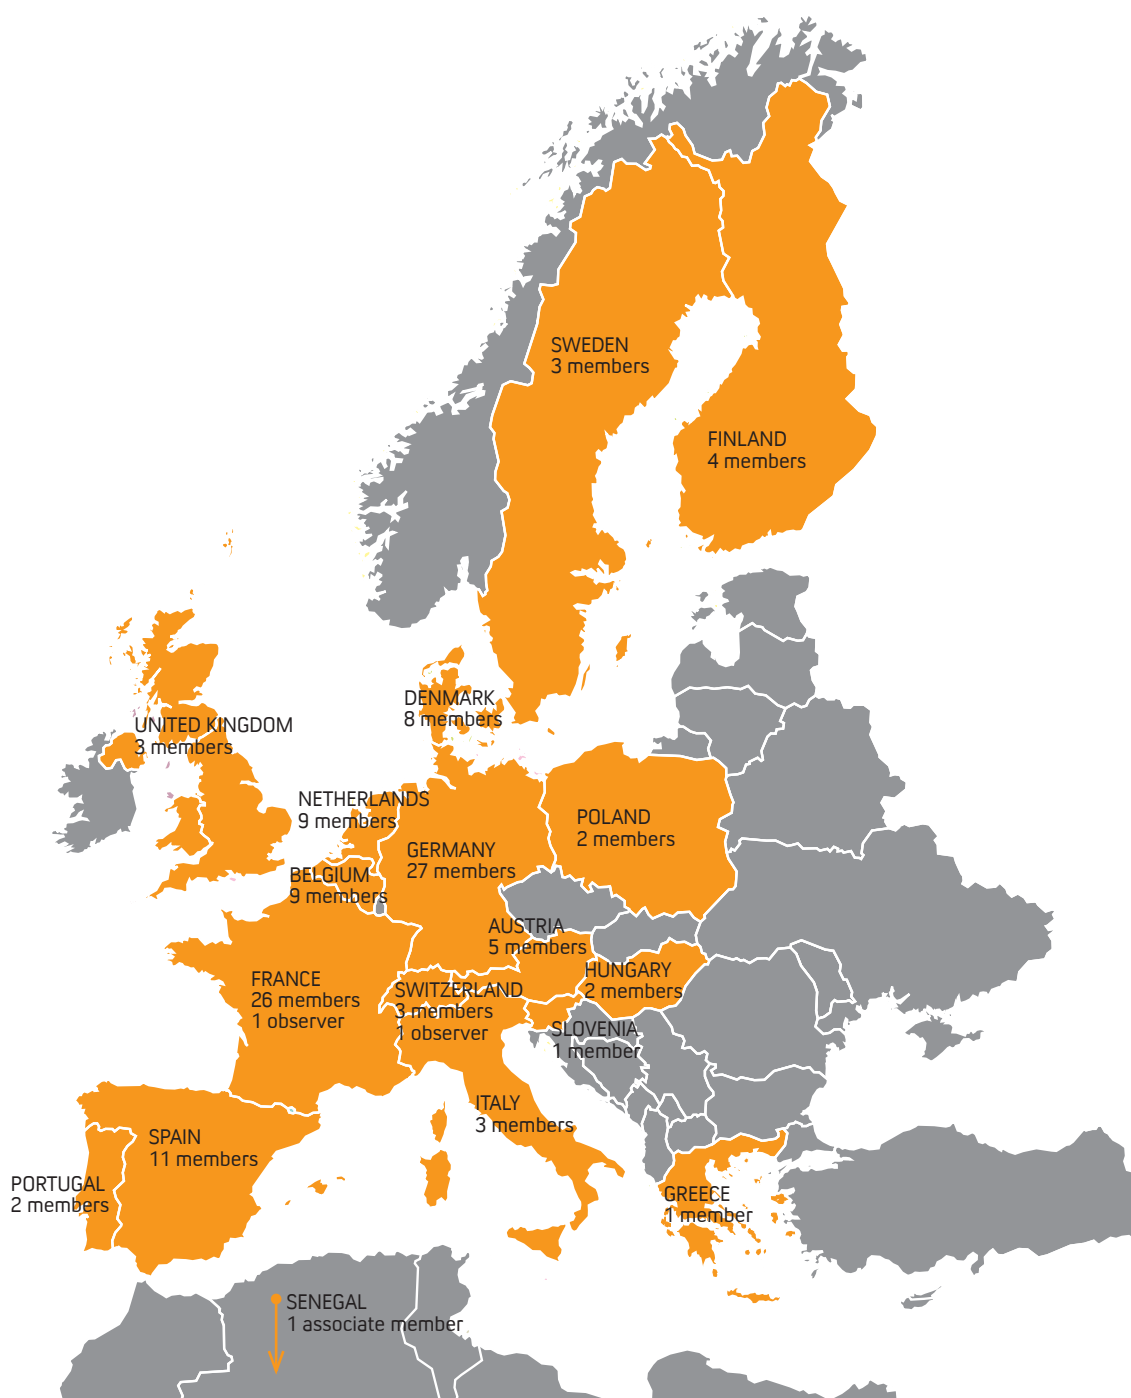 SWEDEN
3 members
FINLAND
4 members
DENMARK
8 members
UNITED KINGDOM
3 members
NETHERLANDS
9 members
POLAND
2 members
GERMANY
27 members
BELGIUM
9 members
AUSTRIA
5 members
HUNGARY
2 members
FRANCE
26 members
1 observer
SWITZERLAND
3 members
1 observer
SLOVENIA
1 member
ITALY
3 members
SPAIN
11 members
PORTUGAL
2 members
GREECE
1 member
SENEGAL
1 associate member